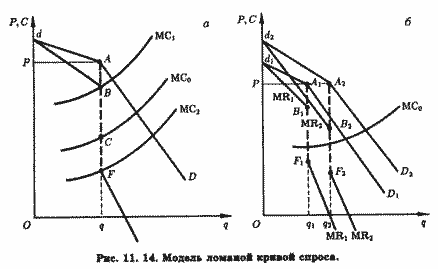 P, C
a
d
MC₁
P
A
B
MC₀
MC₂
C
F
D
O
q
q
P, C
б
d₂
d₁
P
A₁
A₂
MR₁
B₁
MR₂
B₂
MC₀
F₁
F₂
D₂
D₁
O
q₁
q₂
q
MR₁ MR₂
Рис. 11. 14. Модель ломаной кривой спроса.